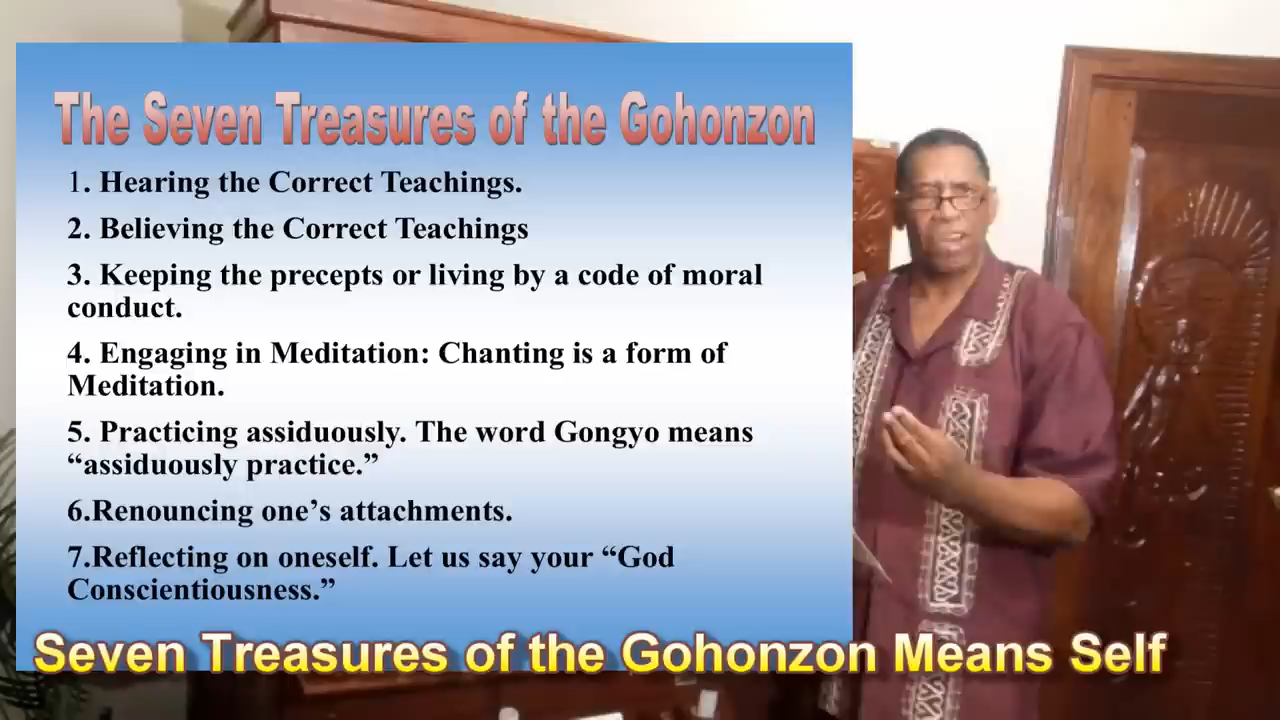 The Seven Treasures of the Gohonzon
1. Hearing the Correct Teachings.
2. Believing the Correct Teachings
3. Keeping the precepts or living by a code of moral
conduct.
4. Engaging in Meditation: Chanting is a form of
Meditation.
5. Practicing assiduously. The word Gongyo means
“assiduously practice.”
6.Renouncing one’s attachments.
7.Reflecting on oneself. Let us say your “God
Conscientiousness.”
Seven Treasures of the Gohonzon Means Self